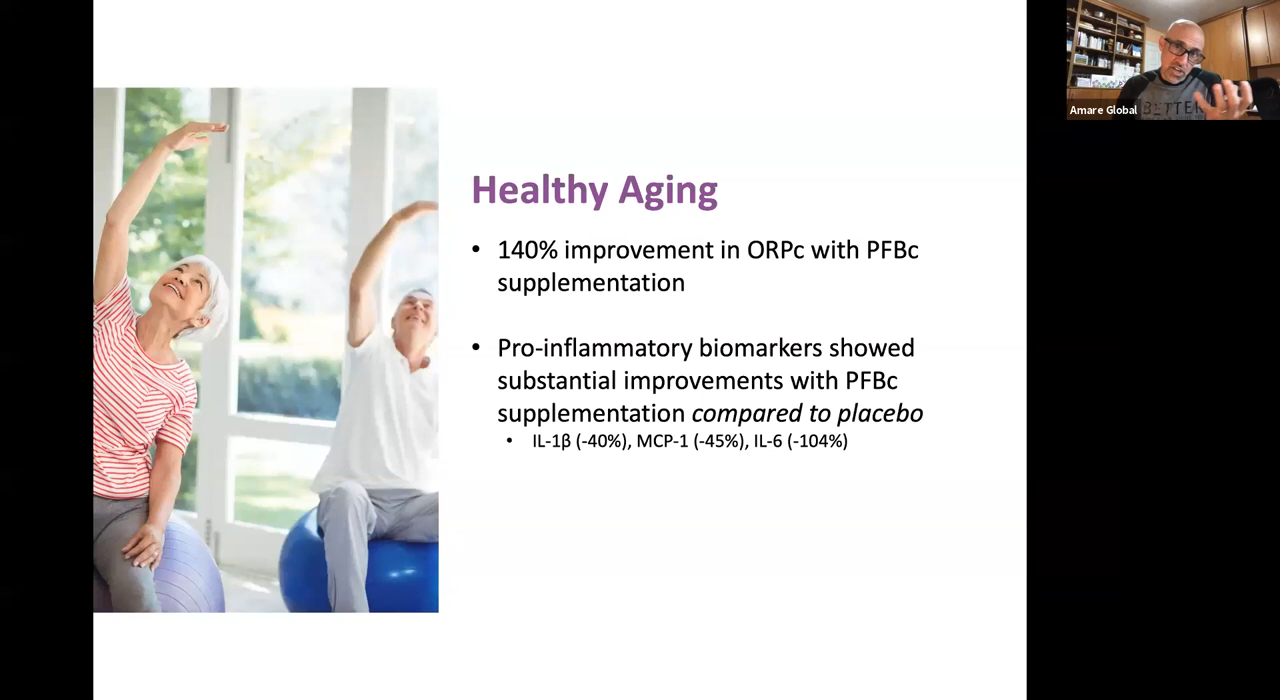 Amare Global
BETTER
Healthy Aging
• 140% improvement in ORPc with PFBc
supplementation
• Pro-inflammatory biomarkers showed
substantial improvements with PFBc
supplementation compared to placebo
• IL-1β (-40%), MCP-1 (-45%), IL-6 (-104%)